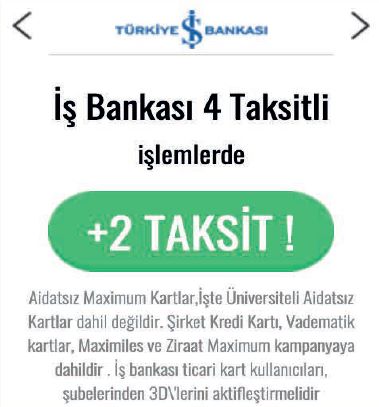 TÜRKİYE İŞ BANKASI
İş Bankası 4 Taksitli
işlemlerde
+2 TAKSİT !
Aidatsız Maximum Kartlar,İşte Üniversiteli Aidatsız
Kartlar dahil değildir. Şirket Kredi Kartı, Vadematik
kartlar, Maximiles ve Ziraat Maximum kampanyaya
dahildir . İş bankası ticari kart kullanıcıları,
şubelerinden 3D\'lerini aktifleştirmelidir